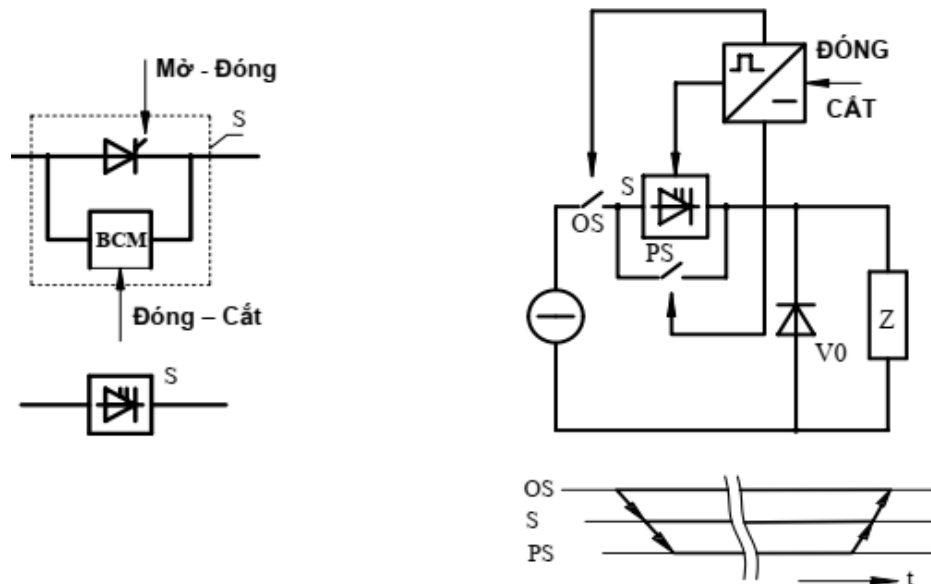 Mở - Đóng
S
BCM
Đóng – Cắt
S
ĐÓNG
CẮT
S
OS
PS
V0
Z
OS
S
PS
t